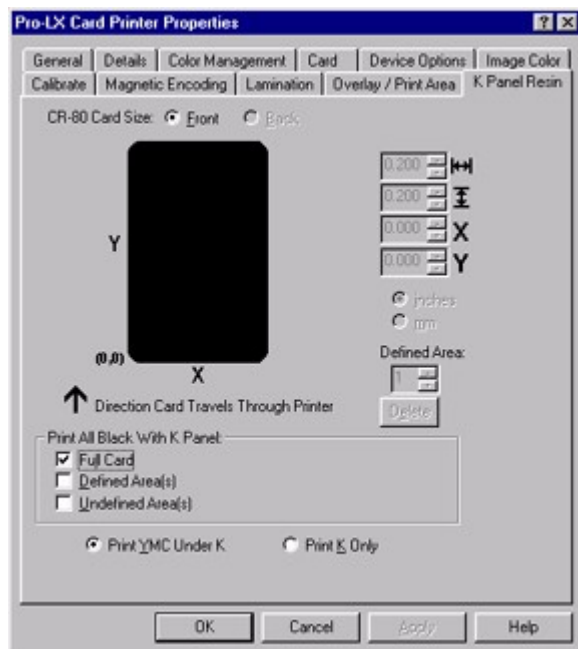 Pro-LX Card Printer Properties
General Details Color Management Card Device Options Image Color
Calibrate Magnetic Encoding Lamination Overlay / Print Area K Panel Resin
CR-80 Card Size: Front Back
0.200
0.200
Y
0.000 X
0.000 Y
inches
mm
(0,0)
X
Defined Area:
1
Direction Card Travels Through Printer
Delete
Print All Black With K Panel:
Full Card
Defined Area(s)
Undefined Area(s)
Print YMC Under K Print K Only
OK Cancel Apply Help